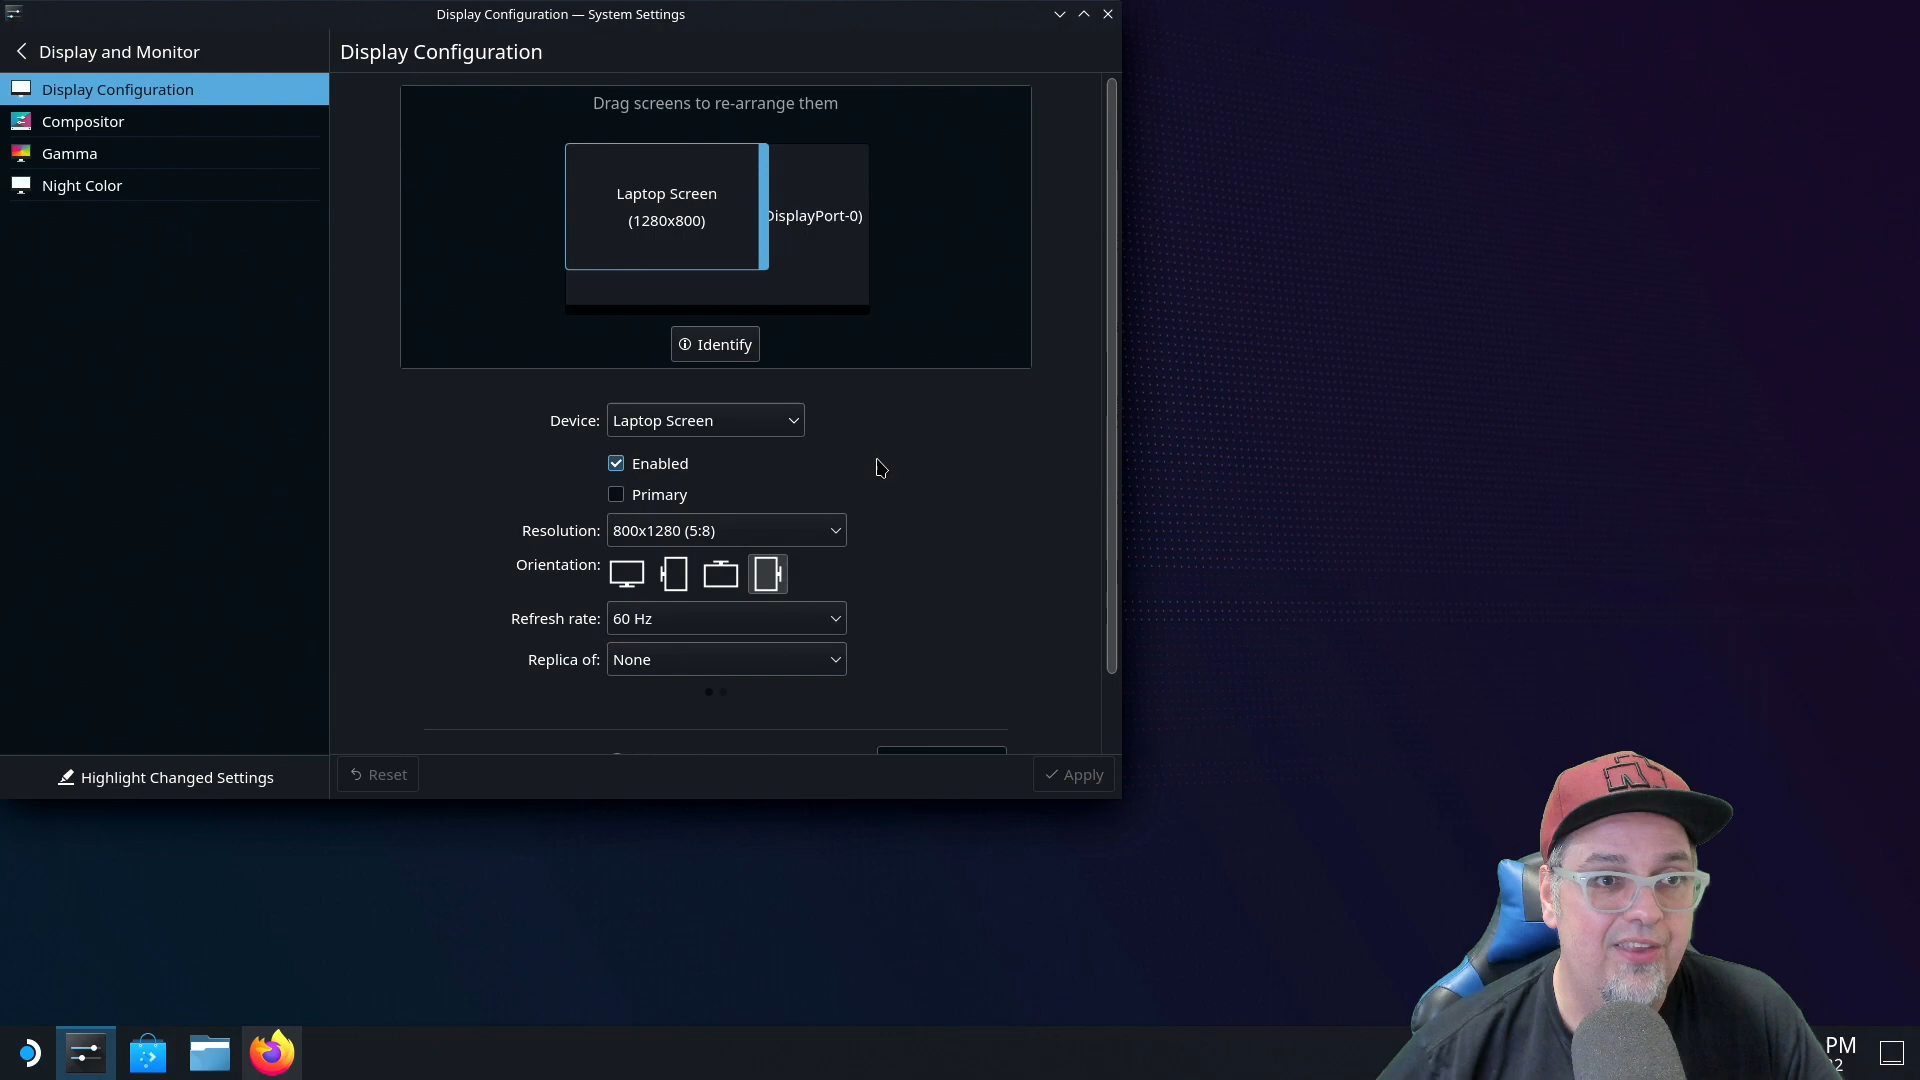 Display Configuration — System Settings
Display and Monitor
Display Configuration
Compositor
Gamma
Night Color
Highlight Changed Settings
Display Configuration
Drag screens to re-arrange them
Laptop Screen
(1280x800)
DisplayPort-0)
Identify
Device: Laptop Screen
Enabled
Primary
Resolution: 800x1280 (5:8)
Orientation:
Refresh rate: 60 Hz
Replica of: None
Reset
Apply
PM